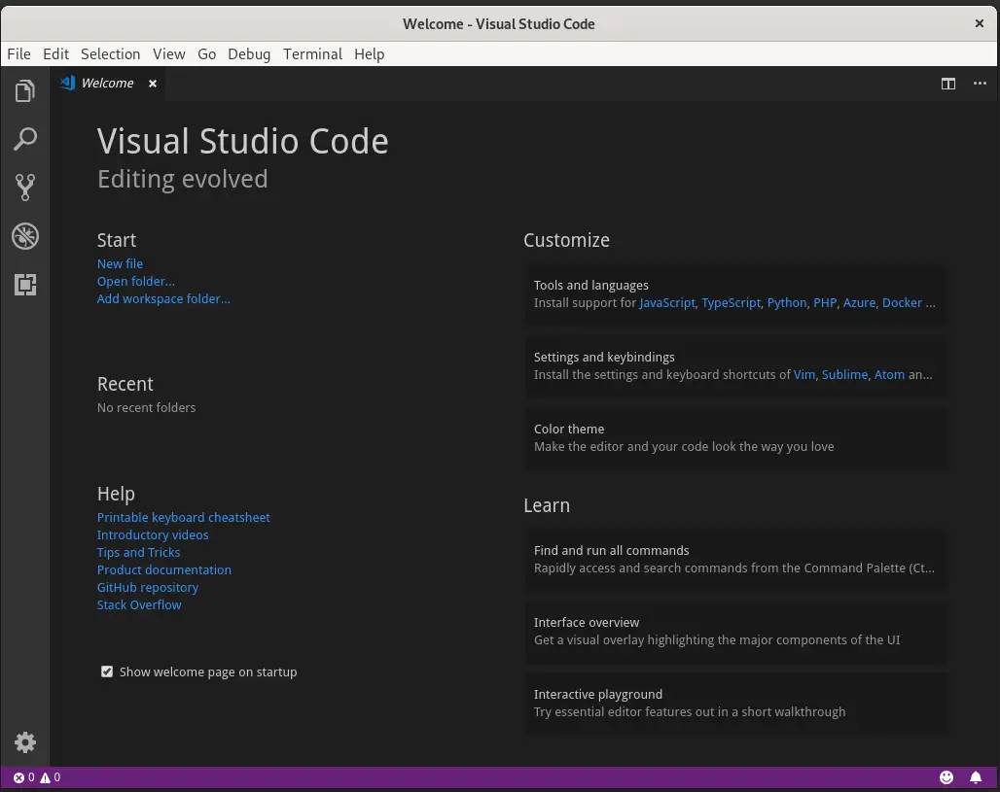 Welcome - Visual Studio Code
File Edit Selection View Go Debug Terminal Help
Welcome
Visual Studio Code
Editing evolved
Start
New file
Open folder...
Add workspace folder...
Recent
No recent folders
Help
Printable keyboard cheatsheet
Introductory videos
Tips and Tricks
Product documentation
GitHub repository
Stack Overflow
Show welcome page on startup
Customize
Tools and languages
Install support for JavaScript, TypeScript, Python, PHP, Azure, Docker ...
Settings and keybindings
Install the settings and keyboard shortcuts of Vim, Sublime, Atom an...
Color theme
Make the editor and your code look the way you love
Learn
Find and run all commands
Rapidly access and search commands from the Command Palette (Ct...
Interface overview
Get a visual overlay highlighting the major components of the UI
Interactive playground
Try essential editor features out in a short walkthrough
0 0